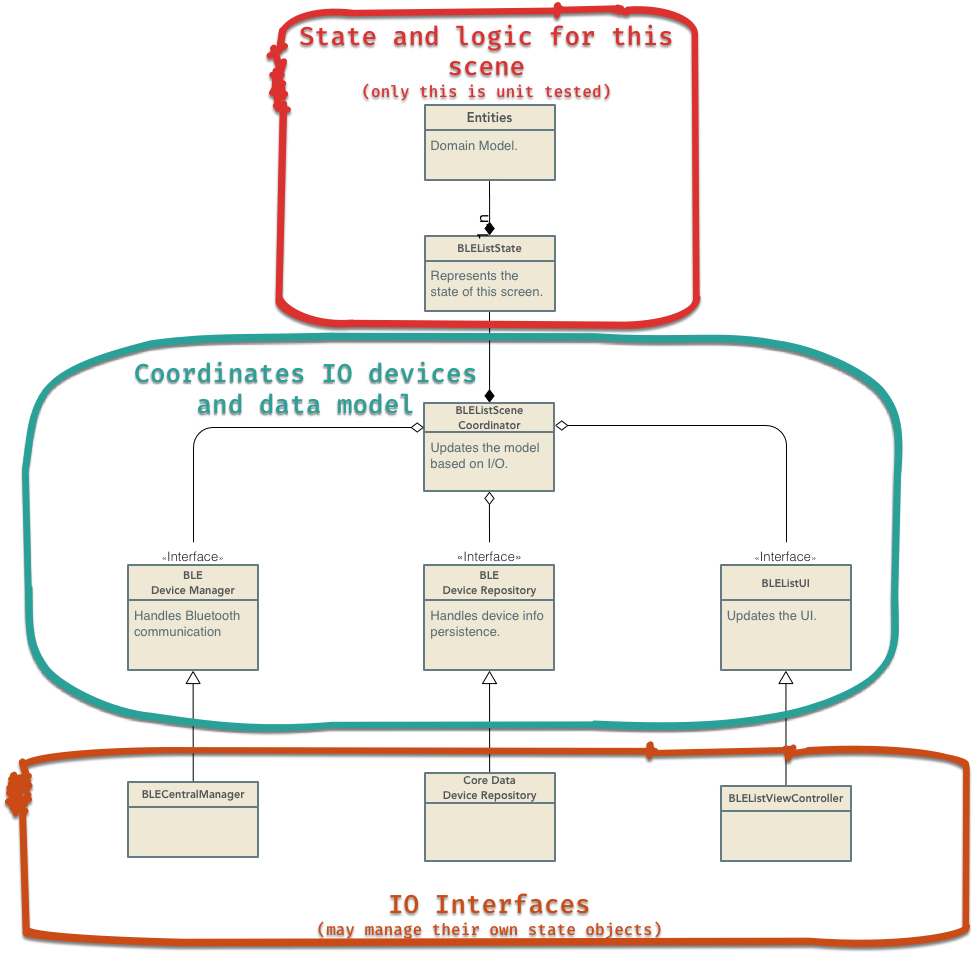 State and logic for this
scene
(only this is unit tested)
Entities
Domain Model.
1 n
BLEListState
Represents the
state of this screen.
Coordinates IO devices
and data model
BLEListScene
Coordinator
Updates the model
based on I/O.
«Interface»
BLE
Device Manager
Handles Bluetooth
communication
«Interface»
BLE
Device Repository
Handles device info
persistence.
«Interface»
BLEListUI
Updates the UI.
BLECentralManager
Core Data
Device Repository
BLEListViewController
IO Interfaces
(may manage their own state objects)